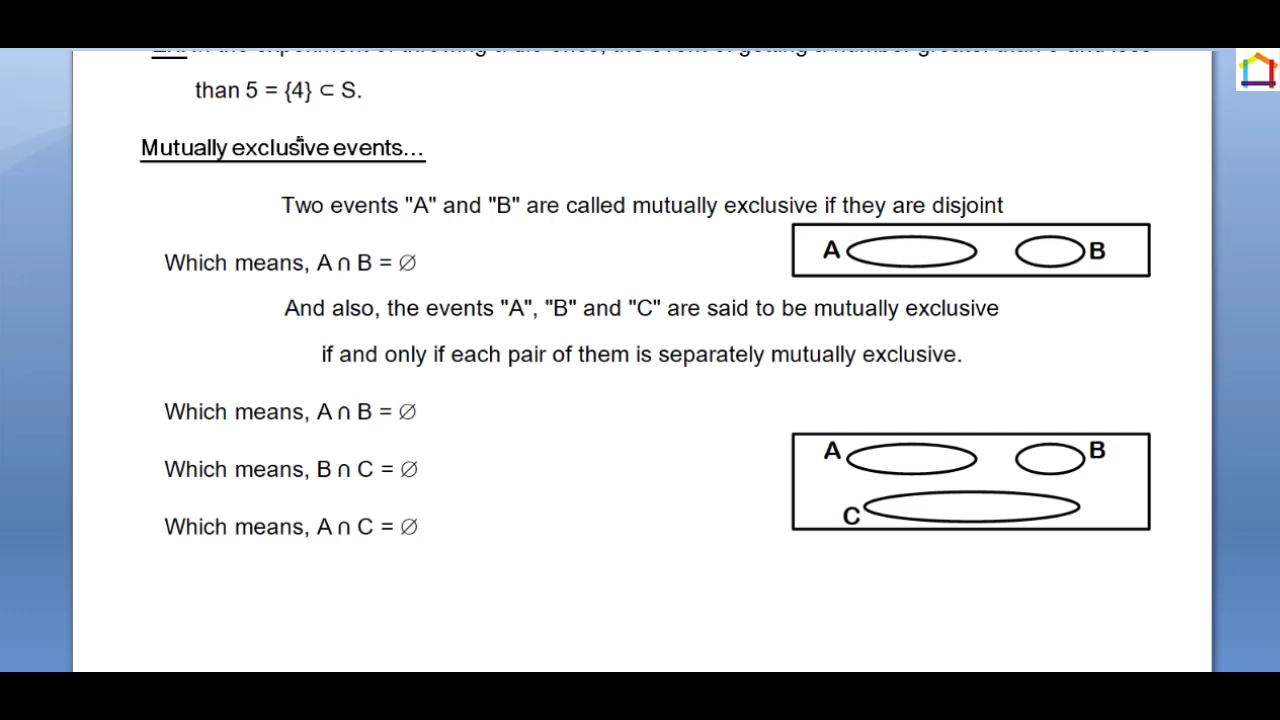 than 5 = {4} ⊂ S.
Mutually exclusive events...
Two events "A" and "B" are called mutually exclusive if they are disjoint
A B
Which means, A ∩ B = ∅
And also, the events "A", "B" and "C" are said to be mutually exclusive
if and only if each pair of them is separately mutually exclusive.
Which means, A ∩ B = ∅
A B
Which means, B ∩ C = ∅
C
Which means, A ∩ C = ∅